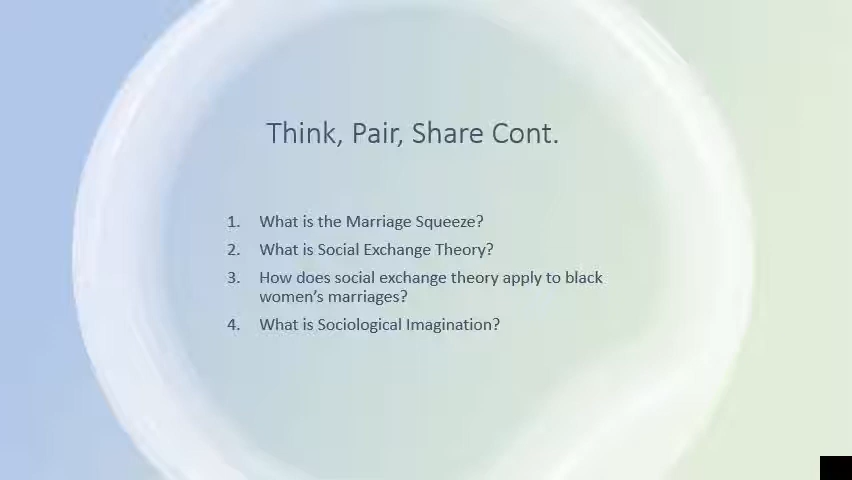 Think, Pair, Share Cont.
1. What is the Marriage Squeeze?
2. What is Social Exchange Theory?
3. How does social exchange theory apply to black
women’s marriages?
4. What is Sociological Imagination?